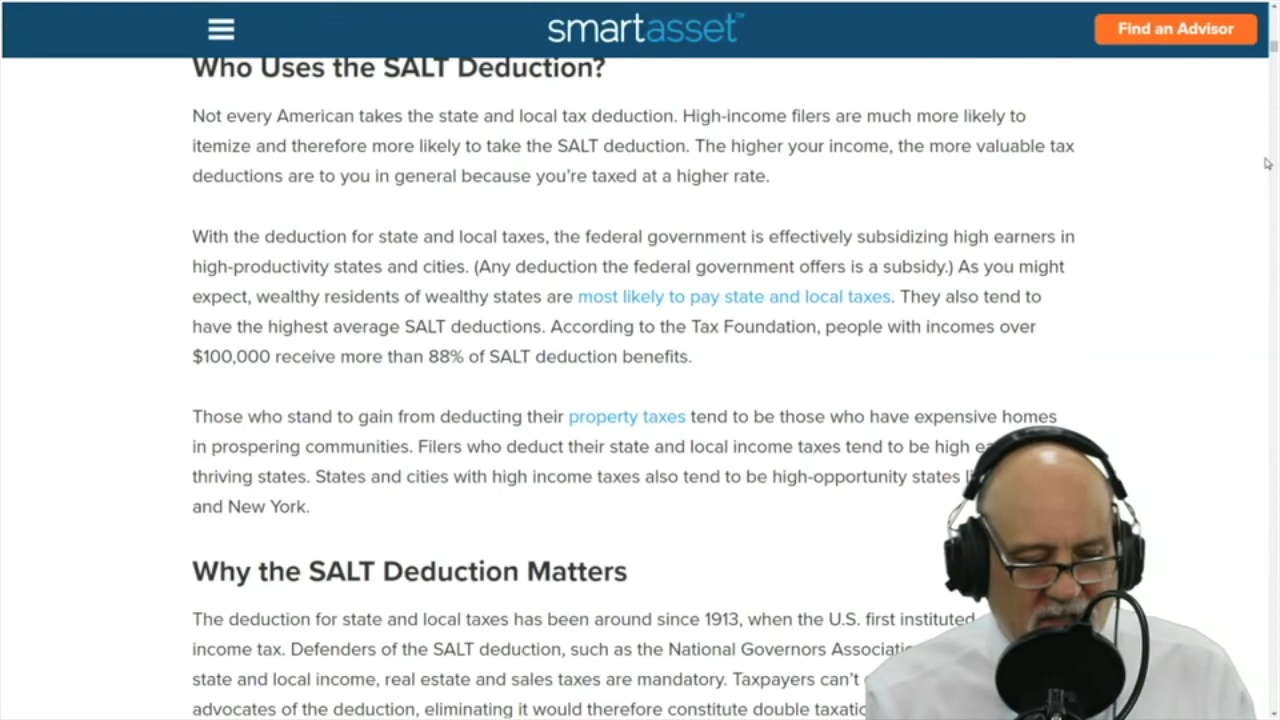 smartasset™
Find an Advisor
Who Uses the SALT Deduction?
Not every American takes the state and local tax deduction. High-income filers are much more likely to
itemize and therefore more likely to take the SALT deduction. The higher your income, the more valuable tax
deductions are to you in general because you’re taxed at a higher rate.
With the deduction for state and local taxes, the federal government is effectively subsidizing high earners in
high-productivity states and cities. (Any deduction the federal government offers is a subsidy.) As you might
expect, wealthy residents of wealthy states are most likely to pay state and local taxes. They also tend to
have the highest average SALT deductions. According to the Tax Foundation, people with incomes over
$100,000 receive more than 88% of SALT deduction benefits.
Those who stand to gain from deducting their property taxes tend to be those who have expensive homes
in prospering communities. Filers who deduct their state and local income taxes tend to be high
thriving states. States and cities with high income taxes also tend to be high-opportunity states
and New York.
Why the SALT Deduction Matters
The deduction for state and local taxes has been around since 1913, when the U.S. first instituted
income tax. Defenders of the SALT deduction, such as the National Governors
state and local income, real estate and sales taxes are mandatory. Taxpayers can’t
advocates of the deduction, eliminating it would therefore constitute double